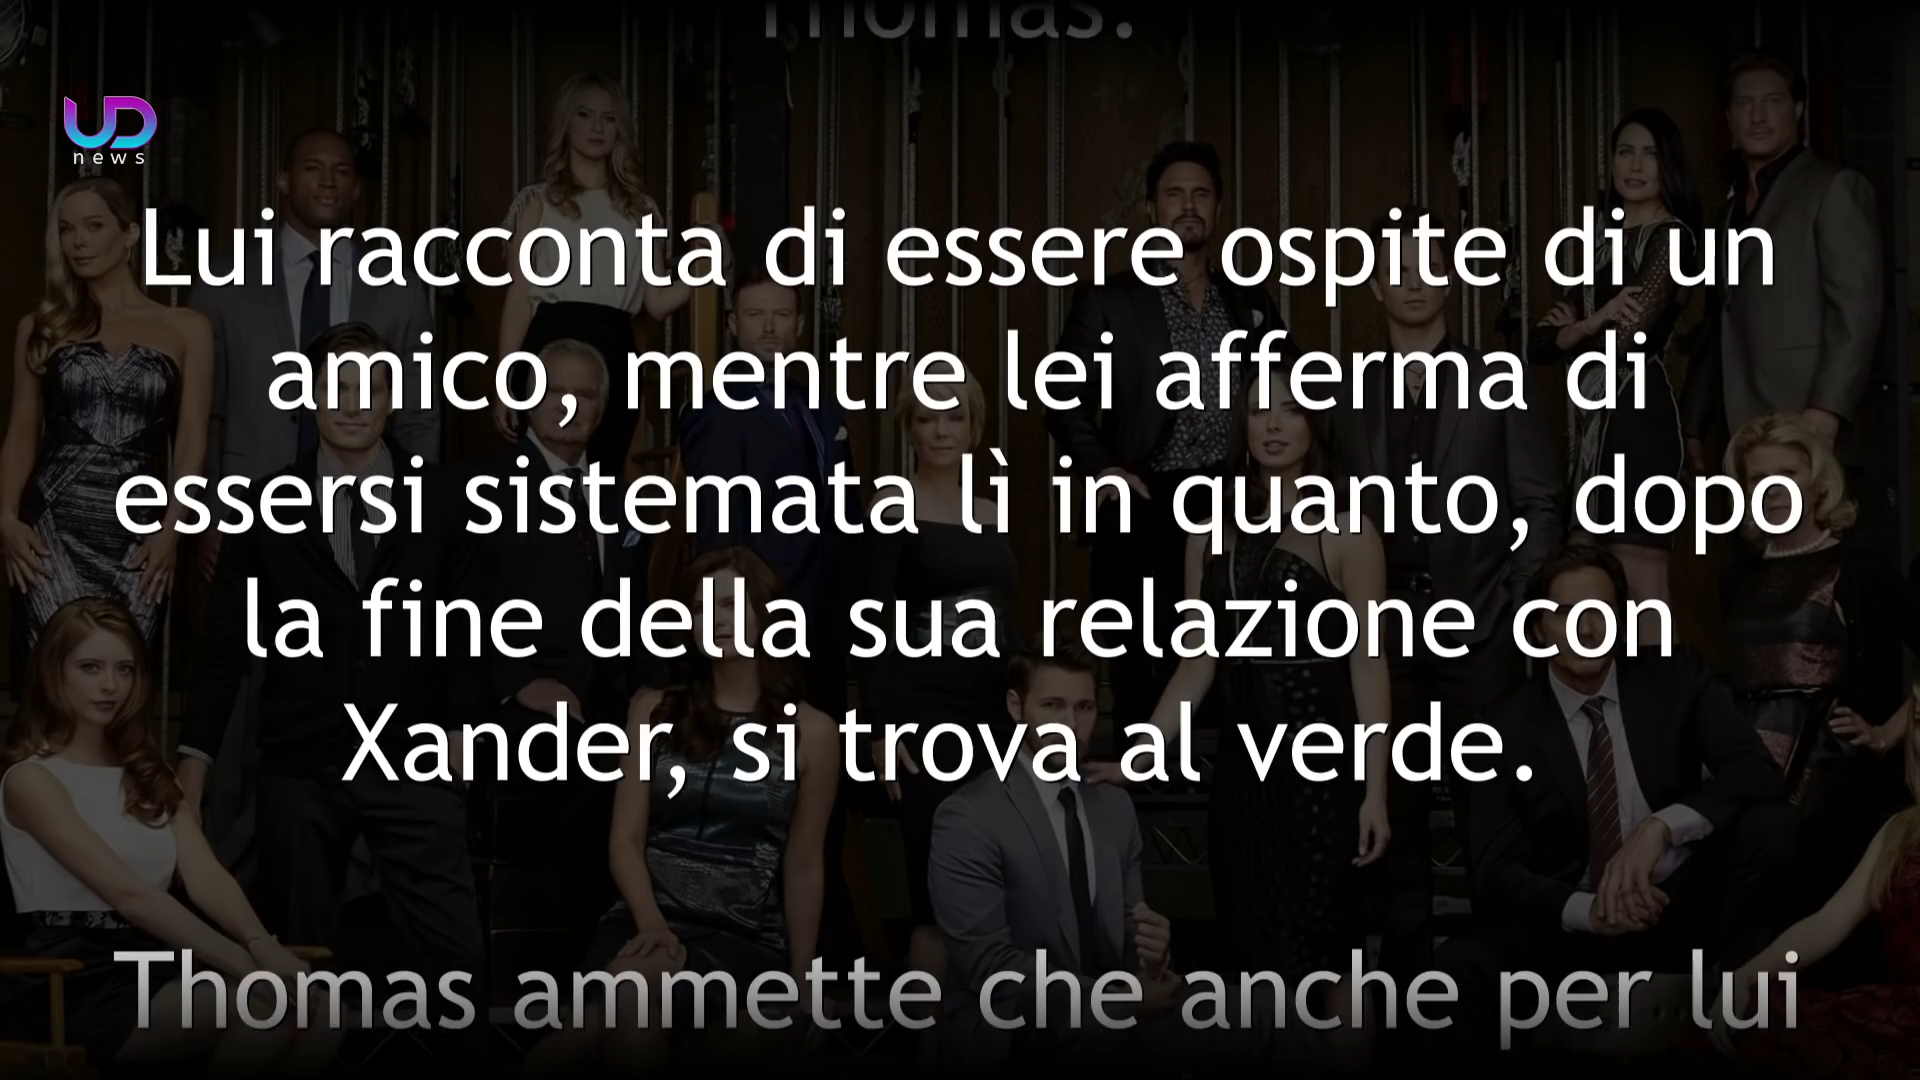 Thomas.
UD
news
Lui racconta di essere ospite di un
amico, mentre lei afferma di
essersi sistemata lì in quanto, dopo
la fine della sua relazione con
Xander, si trova al verde.
Thomas ammette che anche per lui